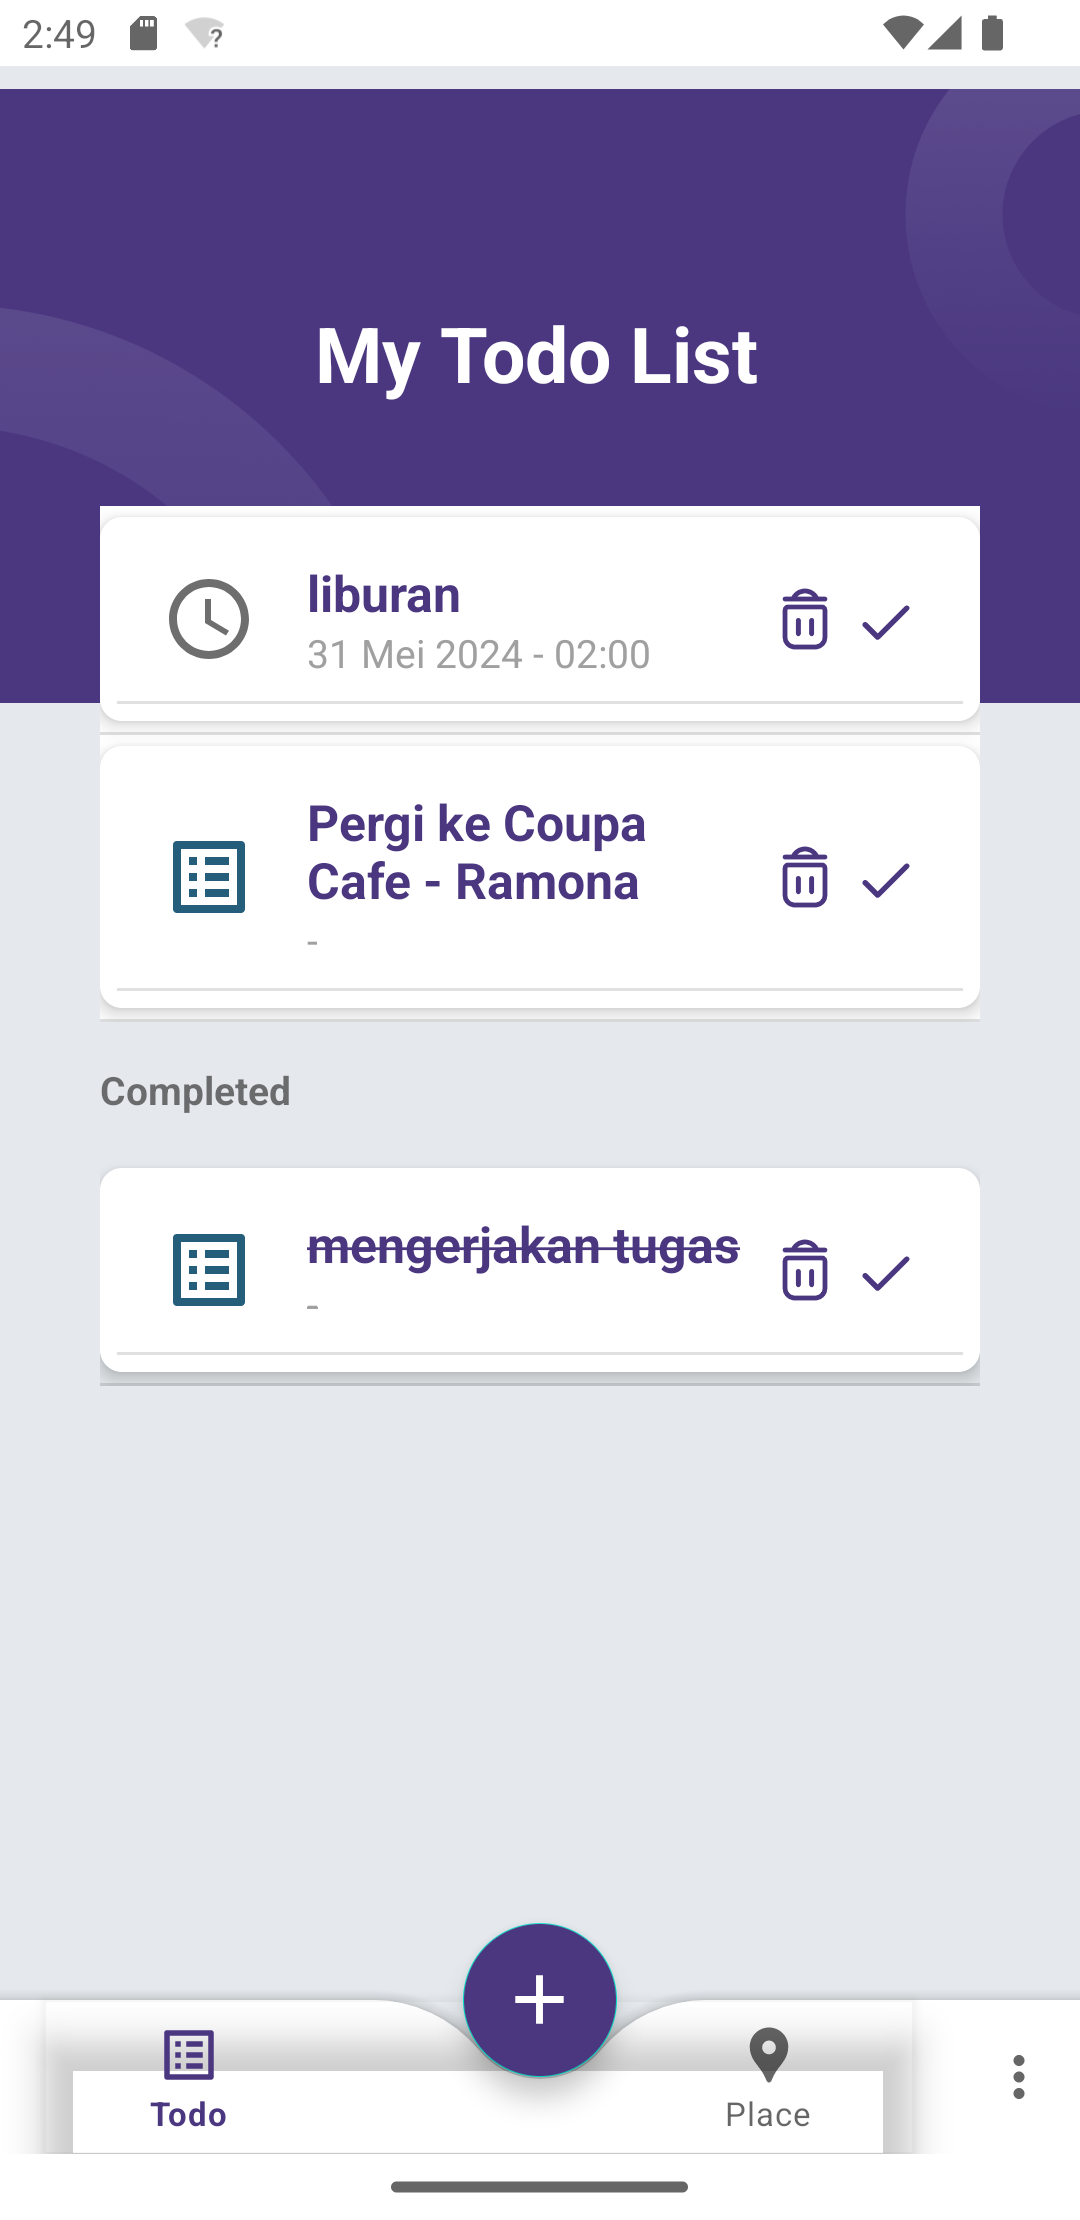 2:49
My Todo List
liburan
31 Mei 2024 - 02:00
Pergi ke Coupa
Cafe - Ramona
-
Completed
mengerjakan tugas
-
Todo
Place